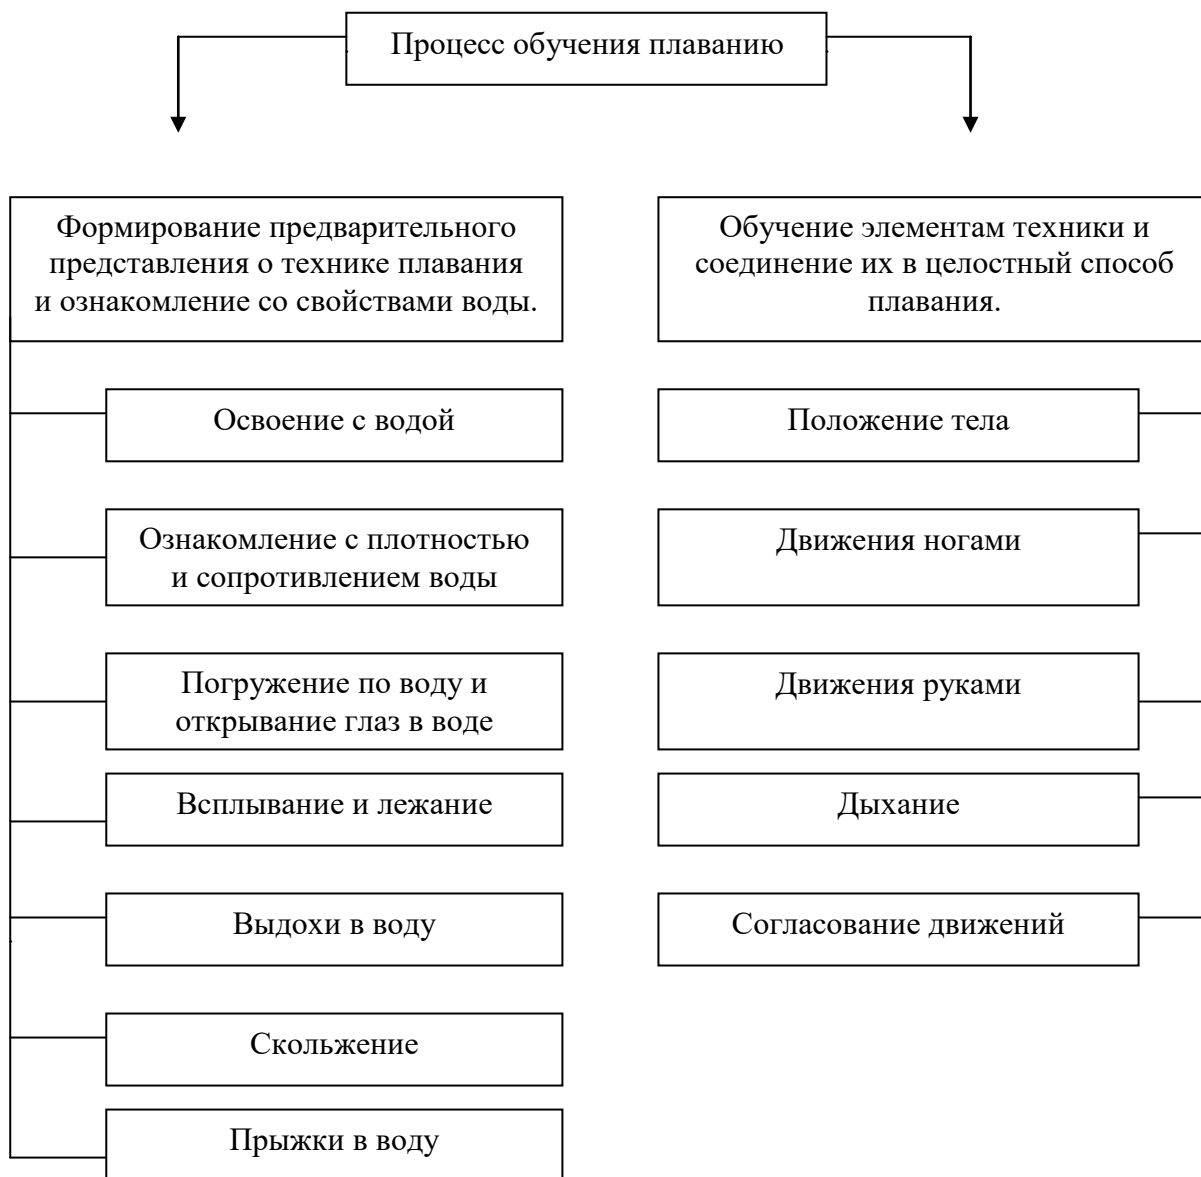 Процесс обучения плаванию
Формирование предварительного
представления о технике плавания
и ознакомление со свойствами воды.
Обучение элементам техники и
соединение их в целостный способ
плавания.
Освоение с водой
Положение тела
Ознакомление с плотностью
и сопротивлением воды
Движения ногами
Погружение по воду и
открывание глаз в воде
Движения руками
Всплывание и лежание
Дыхание
Выдохи в воду
Согласование движений
Скольжение
Прыжки в воду